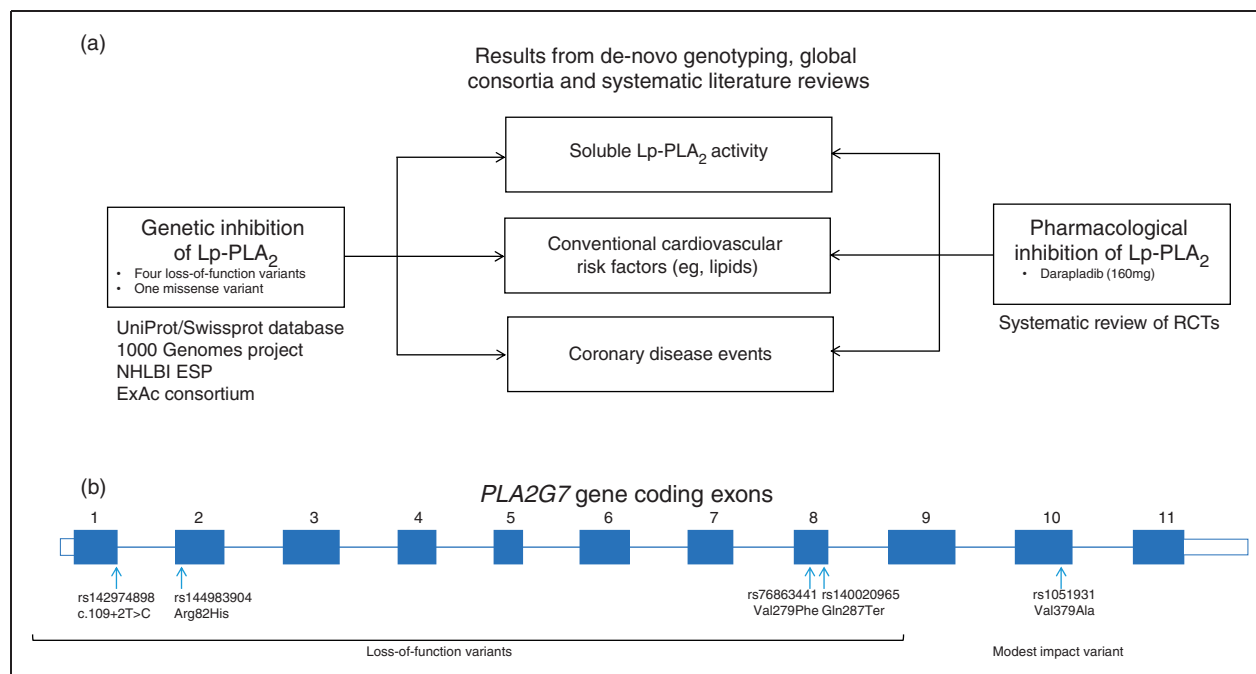 (a)
Results from de-novo genotyping, global
consortia and systematic literature reviews
Soluble Lp-PLA2 activity
Genetic inhibition
of Lp-PLA2
• Four loss-of-function variants
• One missense variant
UniProt/Swissprot database
1000 Genomes project
NHLBI ESP
ExAc consortium
Conventional cardiovascular
risk factors (eg, lipids)
Coronary disease events
Pharmacological
inhibition of Lp-PLA2
• Darapladib (160mg)
Systematic review of RCTs
(b)
PLA2G7 gene coding exons
1 2 3 4 5 6 7 8 9 10 11
rs142974898 rs144983904 rs76863441 rs140020965 rs1051931
c.109+2T>C Arg82His Val279Phe Gln287Ter Val379Ala
Loss-of-function variants Modest impact variant